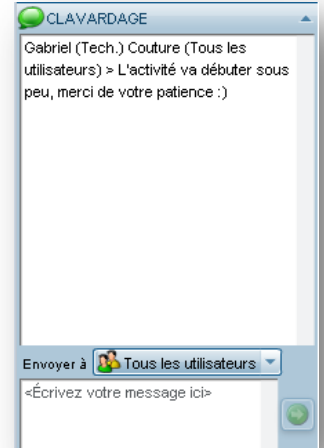 CLAVARDAGE
Gabriel (Tech.) Couture (Tous les
utilisateurs) > L'activité va débuter sous
peu, merci de votre patience :)
Envoyer à Tous les utilisateurs
<Écrivez votre message ici>